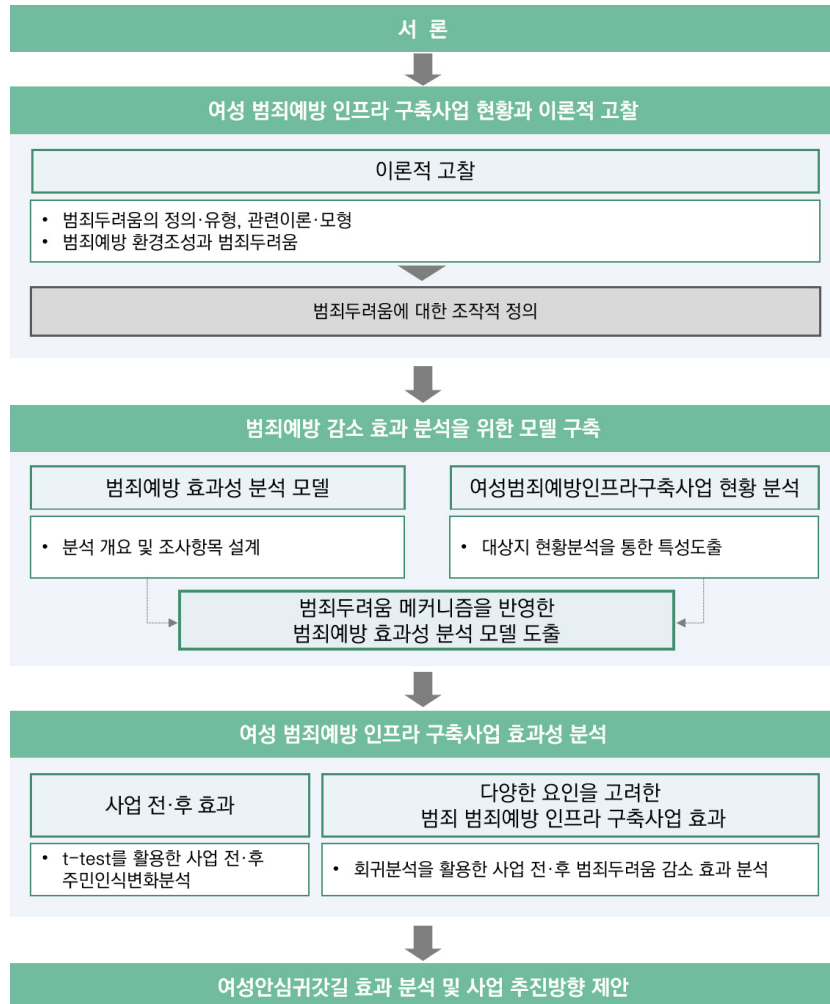 서 론
여성 범죄예방 인프라 구축사업 현황과 이론적 고찰
이론적 고찰
• 범죄두려움의 정의·유형, 관련이론·모형
• 범죄예방 환경조성과 범죄두려움
범죄두려움에 대한 조작적 정의
범죄예방 감소 효과 분석을 위한 모델 구축
범죄예방 효과성 분석 모델
• 분석 개요 및 조사항목 설계
여성범죄예방인프라구축사업 현황 분석
• 대상지 현황분석을 통한 특성도출
범죄두려움 메커니즘을 반영한
범죄예방 효과성 분석 모델 도출
여성 범죄예방 인프라 구축사업 효과성 분석
사업 전·후 효과
• t-test를 활용한 사업 전·후
주민인식변화분석
다양한 요인을 고려한
범죄 범죄예방 인프라 구축사업 효과
• 회귀분석을 활용한 사업 전·후 범죄두려움 감소 효과 분석
여성안심귀갓길 효과 분석 및 사업 추진방향 제안